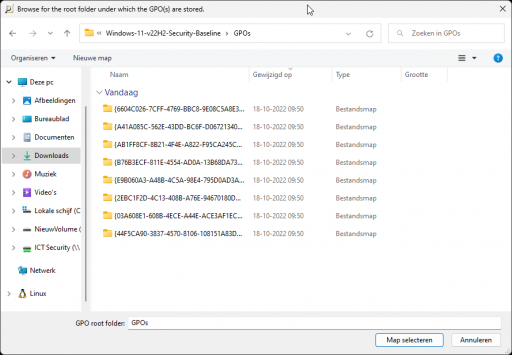 Browse for the root folder under which the GPO(s) are stored.
« Windows-11-v22H2-Security-Baseline > GPOs
Zoeken in GPOs
Organiseren
Nieuwe map
Naam
Gewijzigd op
Type
Grootte
Deze pc
Afbeeldingen
Bureaublad
Documenten
Downloads
Muziek
Video's
Lokale schijf (C
NieuwVolume (
ICT Security (\\
Netwerk
Linux
Vandaag
{6604C026-7CFF-4769-BBC8-9E08C5A8E3... 18-10-2022 09:50 Bestandsmap
{A41A085C-562E-43DD-BC6F-D06721340... 18-10-2022 09:50 Bestandsmap
{AB1FF8CF-8B21-4F4E-A822-F95CA245C... 18-10-2022 09:50 Bestandsmap
{B76B3ECF-811E-4554-AD0A-13B68DA73... 18-10-2022 09:50 Bestandsmap
{E9B060A3-A48B-4C5A-98E4-795D0AD3A... 18-10-2022 09:50 Bestandsmap
{2EBC1F2D-4C13-408B-A76E-94670180D... 18-10-2022 09:50 Bestandsmap
{03A608E1-608B-4ECE-A44E-ACE3AF1EC... 18-10-2022 09:50 Bestandsmap
{44F5CA90-3837-4570-8106-108151A83D... 18-10-2022 09:50 Bestandsmap
GPO root folder: GPOs
Map selecteren
Annuleren